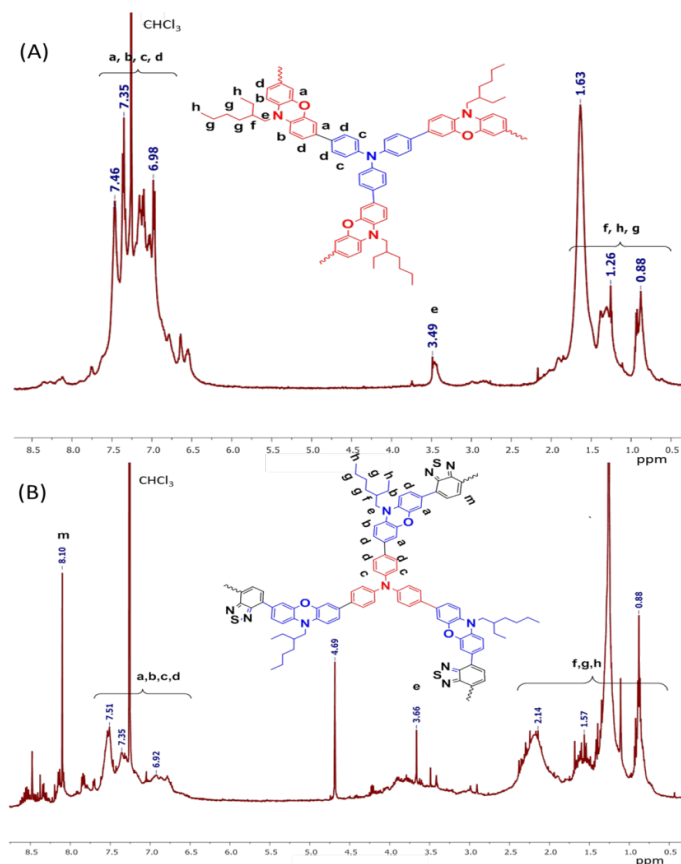 (A)
CHCl3
a, b, c, d
7.46
7.35
6.98
e
3.49
f, h, g
1.63
1.26
0.88
h
h
g
g
g
f
e
d
b
N
O
a
a
b
d
d
c
d
c
N
O
N
N
O
8.5 8.0 7.5 7.0 6.5 6.0 5.5 5.0 4.5 4.0 3.5 3.0 2.5 2.0 1.5 1.0 0.5
ppm
(B)
CHCl3
m
8.10
a,b,c,d
7.51
7.35
6.92
4.69
e
3.66
f,g,h
2.14
1.57
0.88
h
g
g
h
g
f
b
d
e
N
O
a
b
d
a
d
d
c
c
N
S
N
N
m
O
N
N
S
N
O
N
N
S
N
8.5 8.0 7.5 7.0 6.5 6.0 5.5 5.0 4.5 4.0 3.5 3.0 2.5 2.0 1.5 1.0 0.5
ppm